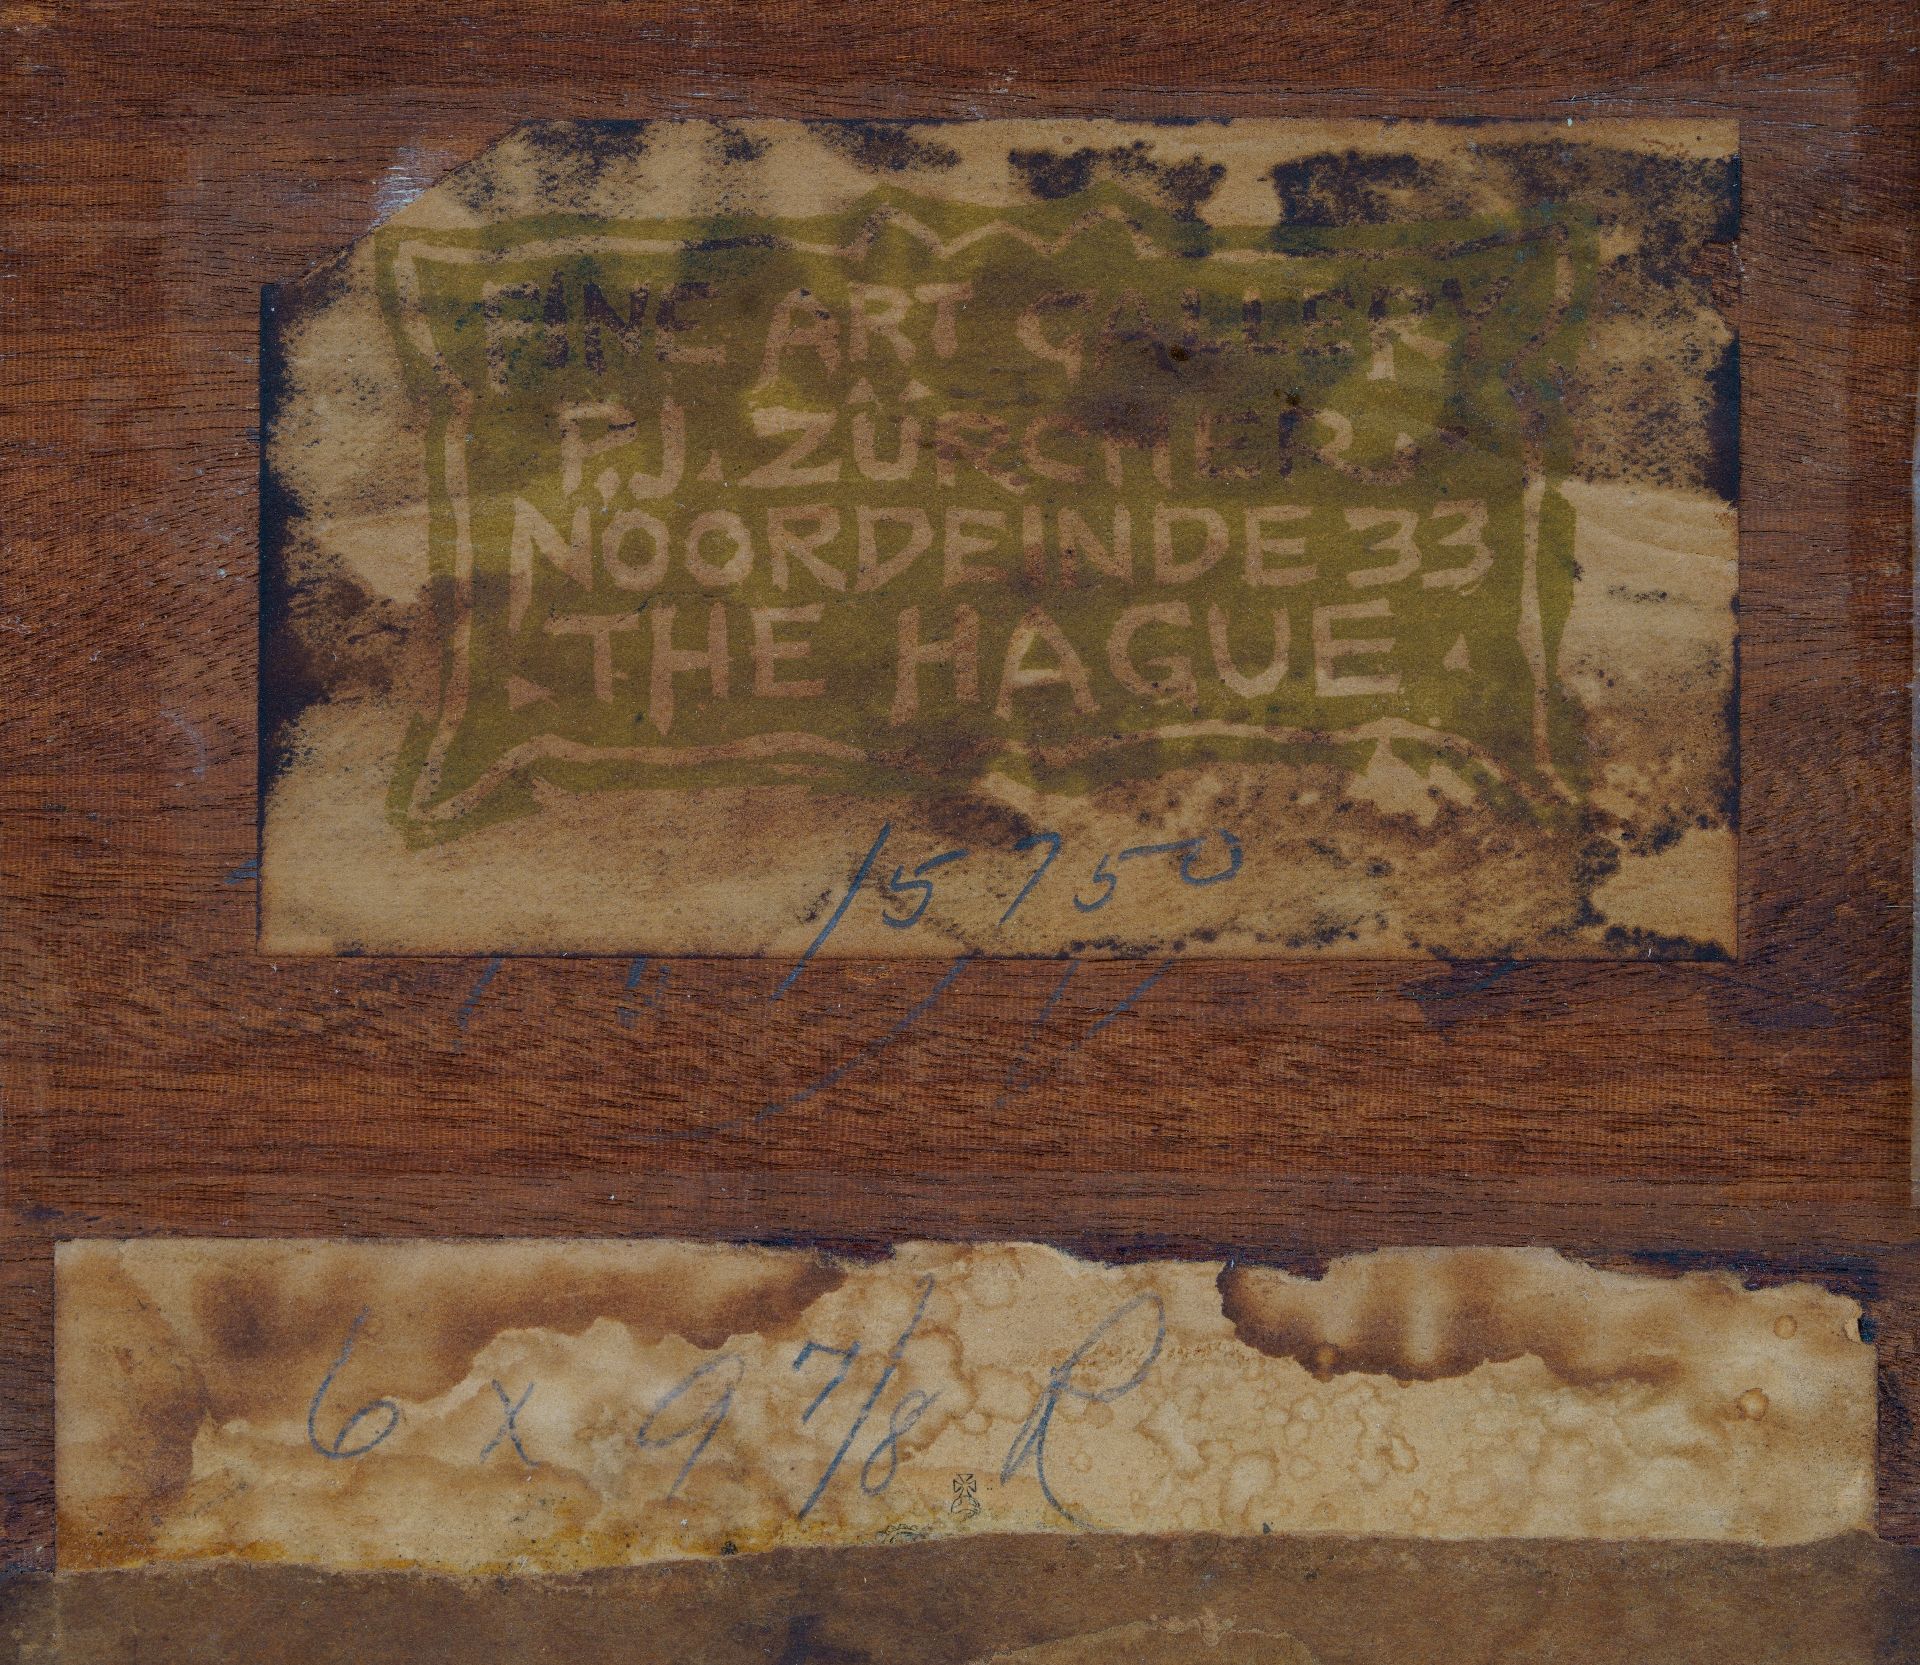 FINE ART GALLERY
P.J. ZÜRCHER
NOORDEINDE 33
THE HAGUE
15750
6 x 9 7/8 R